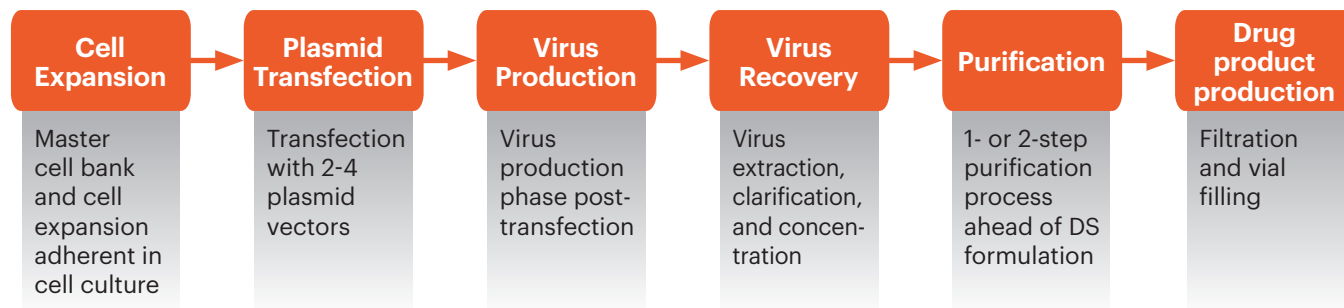 Cell
Expansion
Plasmid
Transfection
Virus
Production
Virus
Recovery
Purification
Drug
product
production
Master
cell bank
and cell
expansion
adherent in
cell culture
Transfection
with 2-4
plasmid
vectors
Virus
production
phase post-
transfection
Virus
extraction,
clarification,
and concen-
tration
1- or 2-step
purification
process
ahead of DS
formulation
Filtration
and vial
filling